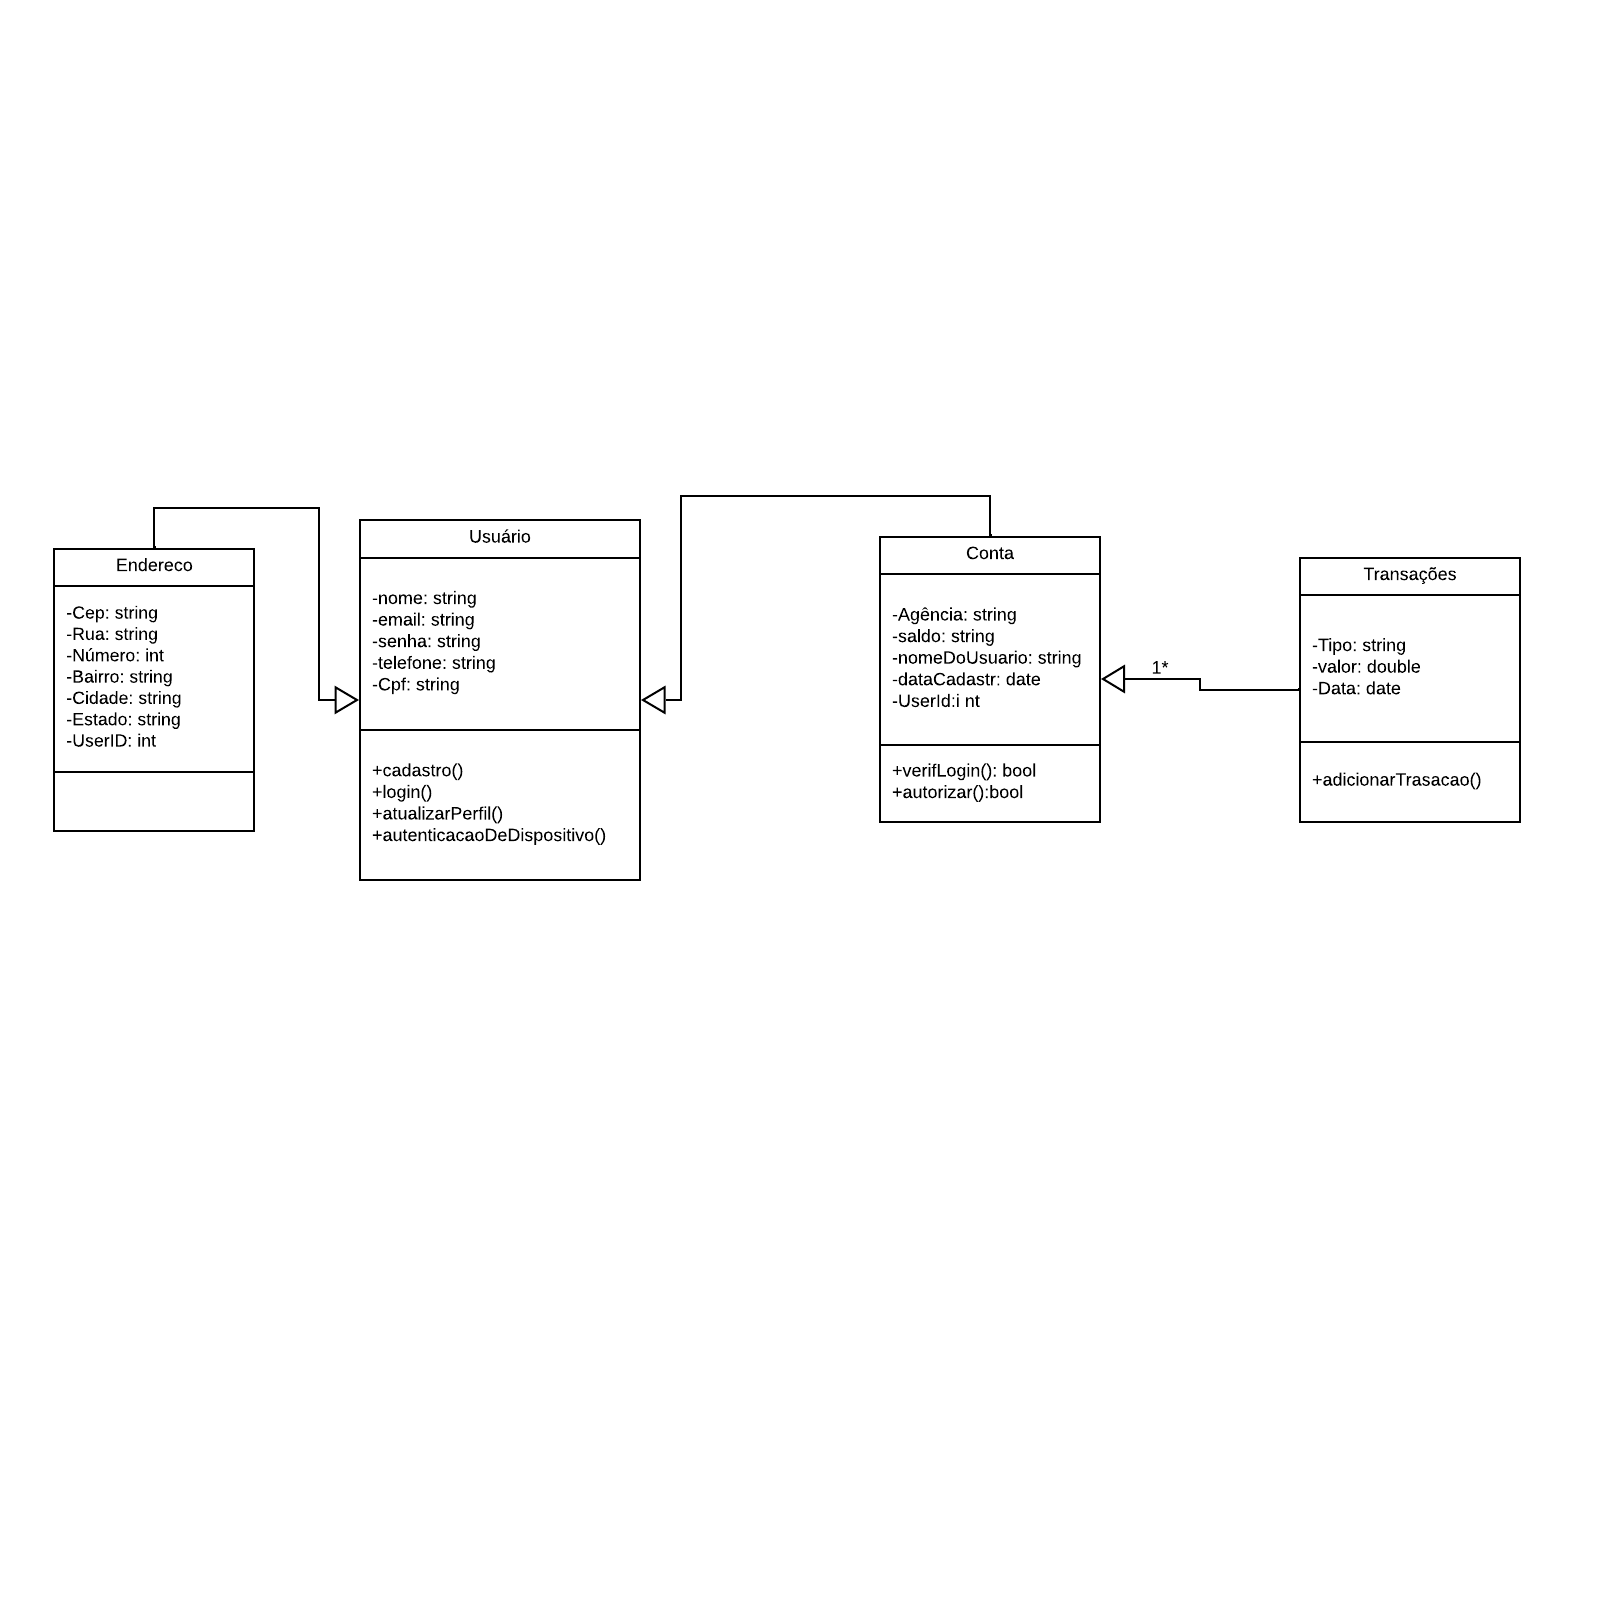 Endereco
-Cep: string
-Rua: string
-Número: int
-Bairro: string
-Cidade: string
-Estado: string
-UserID: int
Usuário
-nome: string
-email: string
-senha: string
-telefone: string
-Cpf: string
+cadastro()
+login()
+atualizarPerfil()
+autenticacaoDeDispositivo()
Conta
-Agência: string
-saldo: string
-nomeDoUsuario: string
-dataCadastr: date
-UserId:i nt
+verifLogin(): bool
+autorizar():bool
1*
Transações
-Tipo: string
-valor: double
-Data: date
+adicionarTrasacao()